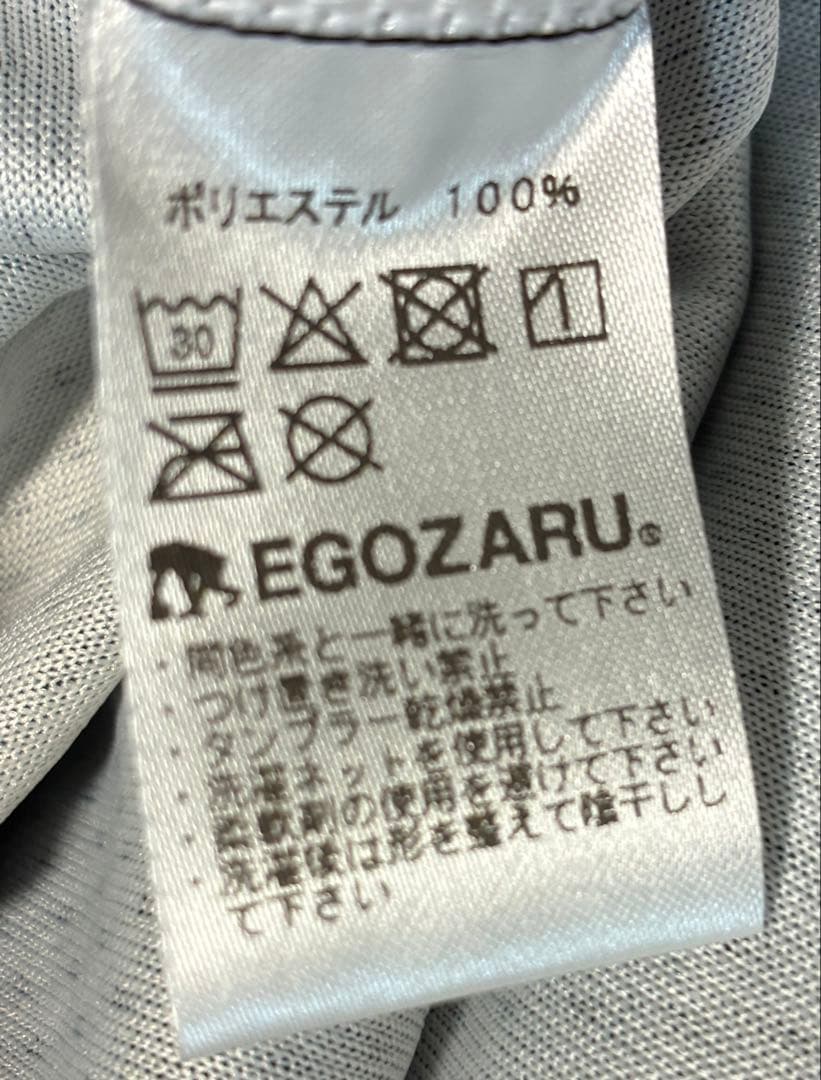 ポリエステル 100%
30
EGOZARU®
・同色系と一緒に洗って下さい
・つけ置き洗い禁止
・タンブラー乾燥禁止
・洗濯ネットを使用して下さい
・柔軟剤の使用を避けて下さい
・洗濯後は形を整えて陰干しし
て下さい